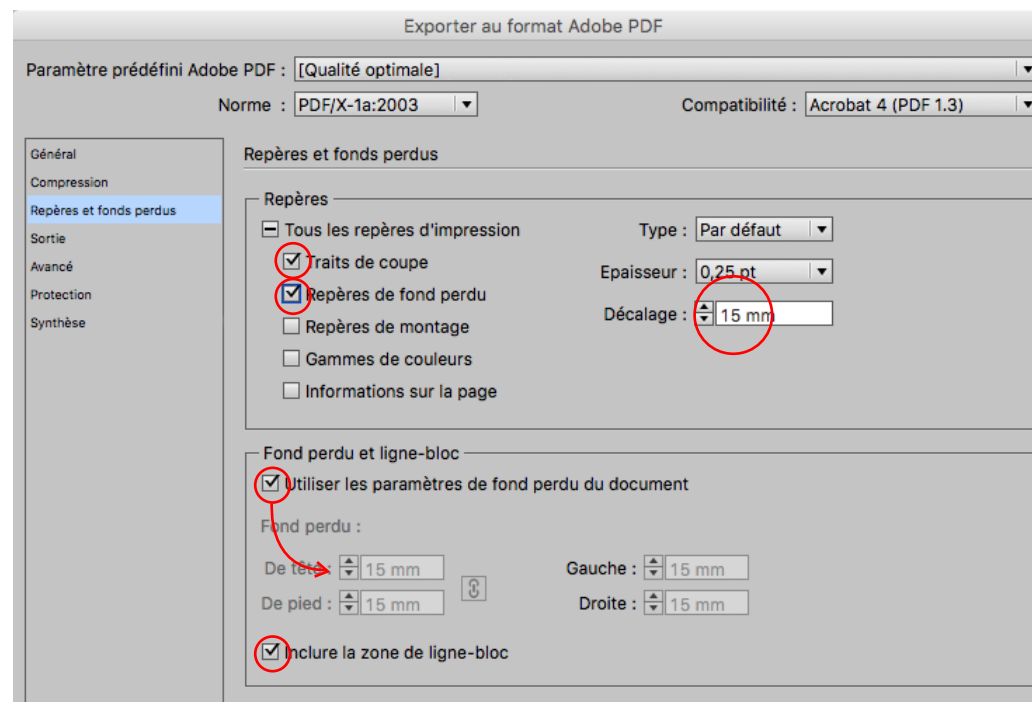 Exporter au format Adobe PDF
Paramètre prédéfini Adobe PDF : [Qualité optimale]
Norme : PDF/X-1a:2003 Compatibilité : Acrobat 4 (PDF 1.3)
Général
Compression
Repères et fonds perdus
Sortie
Avancé
Protection
Synthèse
Repères et fonds perdus
Repères
Tous les repères d'impression
Traits de coupe
Repères de fond perdu
Repères de montage
Gammes de couleurs
Informations sur la page
Type : Par défaut
Epaisseur : 0,25 pt
Décalage : 15 mm
Fond perdu et ligne-bloc
Utiliser les paramètres de fond perdu du document
Fond perdu :
De tête : 15 mm Gauche : 15 mm
De pied : 15 mm Droite : 15 mm
Inclure la zone de ligne-bloc